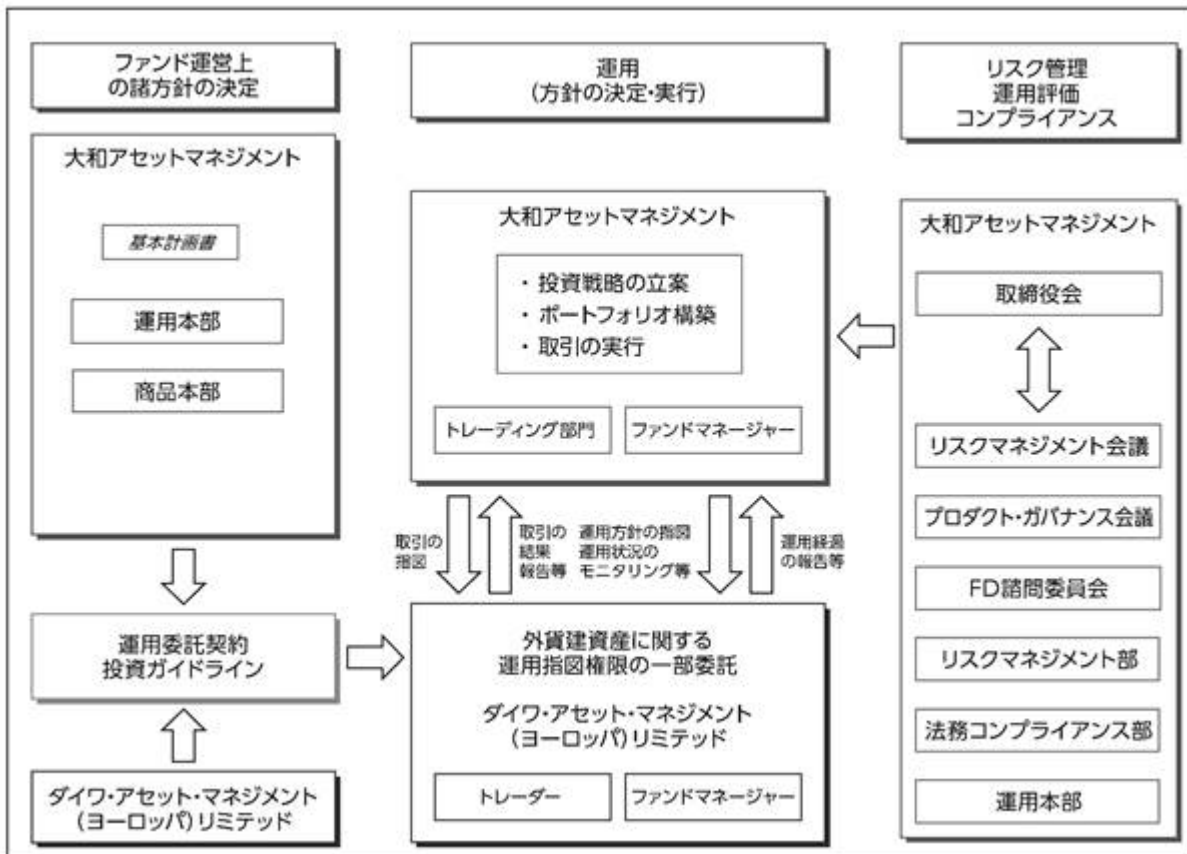 ファンド運営上
の諸方針の決定
大和アセットマネジメント
基本計画書
運用本部
商品本部
運用委託契約
投資ガイドライン
ダイワ・アセット・マネジメント
(ヨーロッパ)リミテッド
運用
(方針の決定・実行)
大和アセットマネジメント
・ 投資戦略の立案
・ ポートフォリオ構築
・ 取引の実行
トレーディング部門
ファンドマネージャー
取引の
指図
取引の
結果
報告等
運用方針の指図
運用状況の
モニタリング等
運用経過
の報告等
外貨建資産に関する
運用指図権限の一部委託
ダイワ・アセット・マネジメント
(ヨーロッパ)リミテッド
トレーダー
ファンドマネージャー
リスク管理
運用評価
コンプライアンス
大和アセットマネジメント
取締役会
リスクマネジメント会議
プロダクト・ガバナンス会議
FD諮問委員会
リスクマネジメント部
法務コンプライアンス部
運用本部